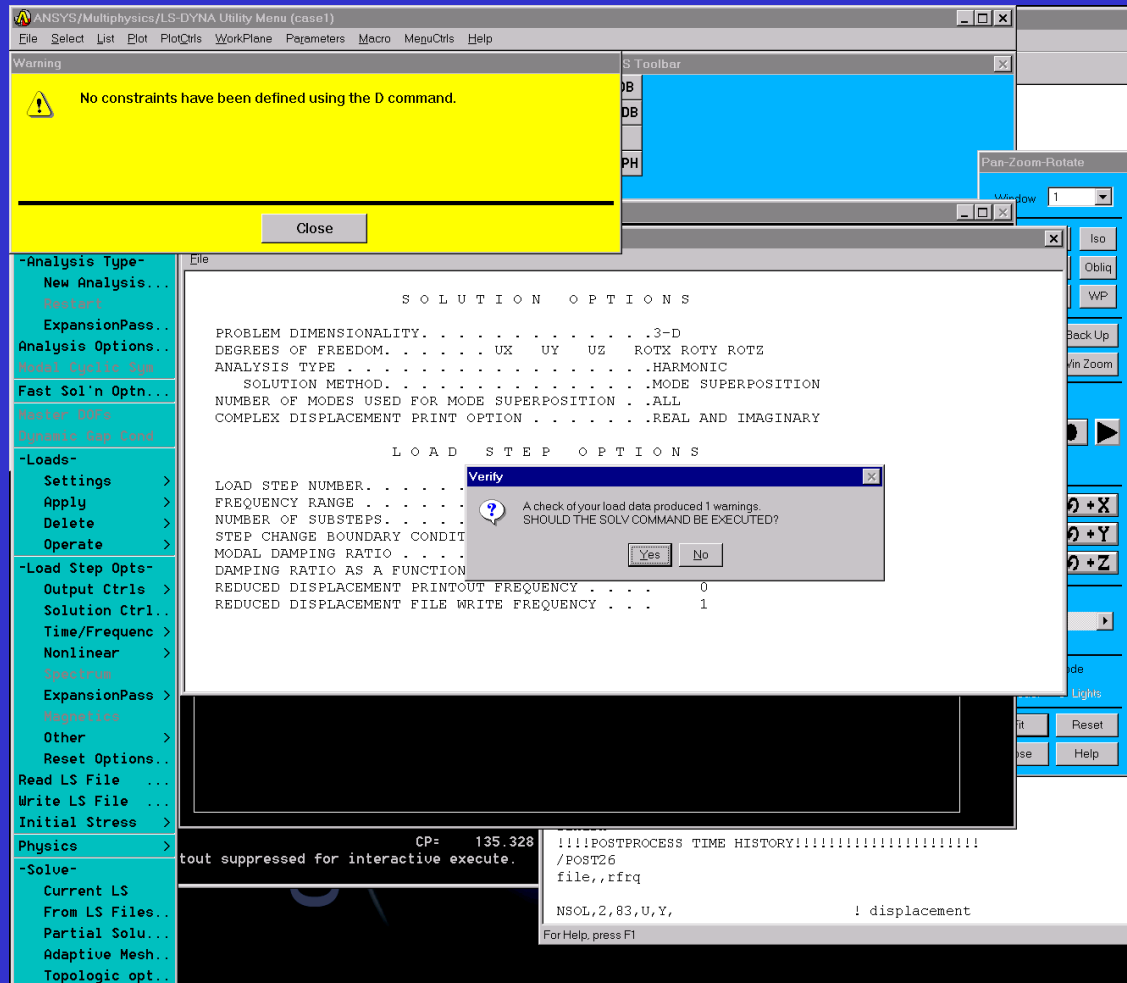 ANSYS/Multiphysics/LS-DYNA Utility Menu (case1)
File Select List Plot PlotCtrls WorkPlane Parameters Macro MenuCtrls Help
Warning
No constraints have been defined using the D command.
Close
S Toolbar
DB
DB
PH
Pan-Zoom-Rotate
Window 1
Iso
Obliq
WP
Back Up
Win Zoom
+X
+Y
+Z
Lights
Fit Reset
Help
-Analysis Type-
New Analysis...
Restart
ExpansionPass..
Analysis Options..
Modal Cyclic Sym
Fast Sol'n Optn...
Master DOFs
Dynamic Gap Cond
-Loads-
Settings >
Apply >
Delete >
Operate >
-Load Step Opts-
Output Ctrls >
Solution Ctrl..
Time/Frequenc >
Nonlinear >
Spectrum
ExpansionPass >
Magnetics
Other >
Reset Options..
Read LS File ...
Write LS File ...
Initial Stress >
Physics >
-Solve-
Current LS
From LS Files..
Partial Solu...
Adaptive Mesh..
Topologic opt..
File
S O L U T I O N   O P T I O N S
PROBLEM DIMENSIONALITY. . . . . . . . . . . . .3-D
DEGREES OF FREEDOM. . . . . . UX UY UZ ROTX ROTY ROTZ
ANALYSIS TYPE . . . . . . . . . . . . . . . . .HARMONIC
SOLUTION METHOD. . . . . . . . . . . . . . .MODE SUPERPOSITION
NUMBER OF MODES USED FOR MODE SUPERPOSITION . .ALL
COMPLEX DISPLACEMENT PRINT OPTION . . . . . . .REAL AND IMAGINARY
L O A D   S T E P   O P T I O N S
LOAD STEP NUMBER. . . . . .
FREQUENCY RANGE . . . . . .
NUMBER OF SUBSTEPS. . . . .
STEP CHANGE BOUNDARY CONDIT
MODAL DAMPING RATIO . . . .
DAMPING RATIO AS A FUNCTION
REDUCED DISPLACEMENT PRINTOUT FREQUENCY . . . . 0
REDUCED DISPLACEMENT FILE WRITE FREQUENCY . . . 1
Verify
A check of your load data produced 1 warnings.
SHOULD THE SOLV COMMAND BE EXECUTED?
Yes No
CP= 135.328
tout suppressed for interactive execute.
!!!!POSTPROCESS TIME HISTORY!!!!!!!!!!!!!!!!!!!!!!
/POST26
file,,rfrq
NSOL,2,83,U,Y, ! displacement
For Help, press F1